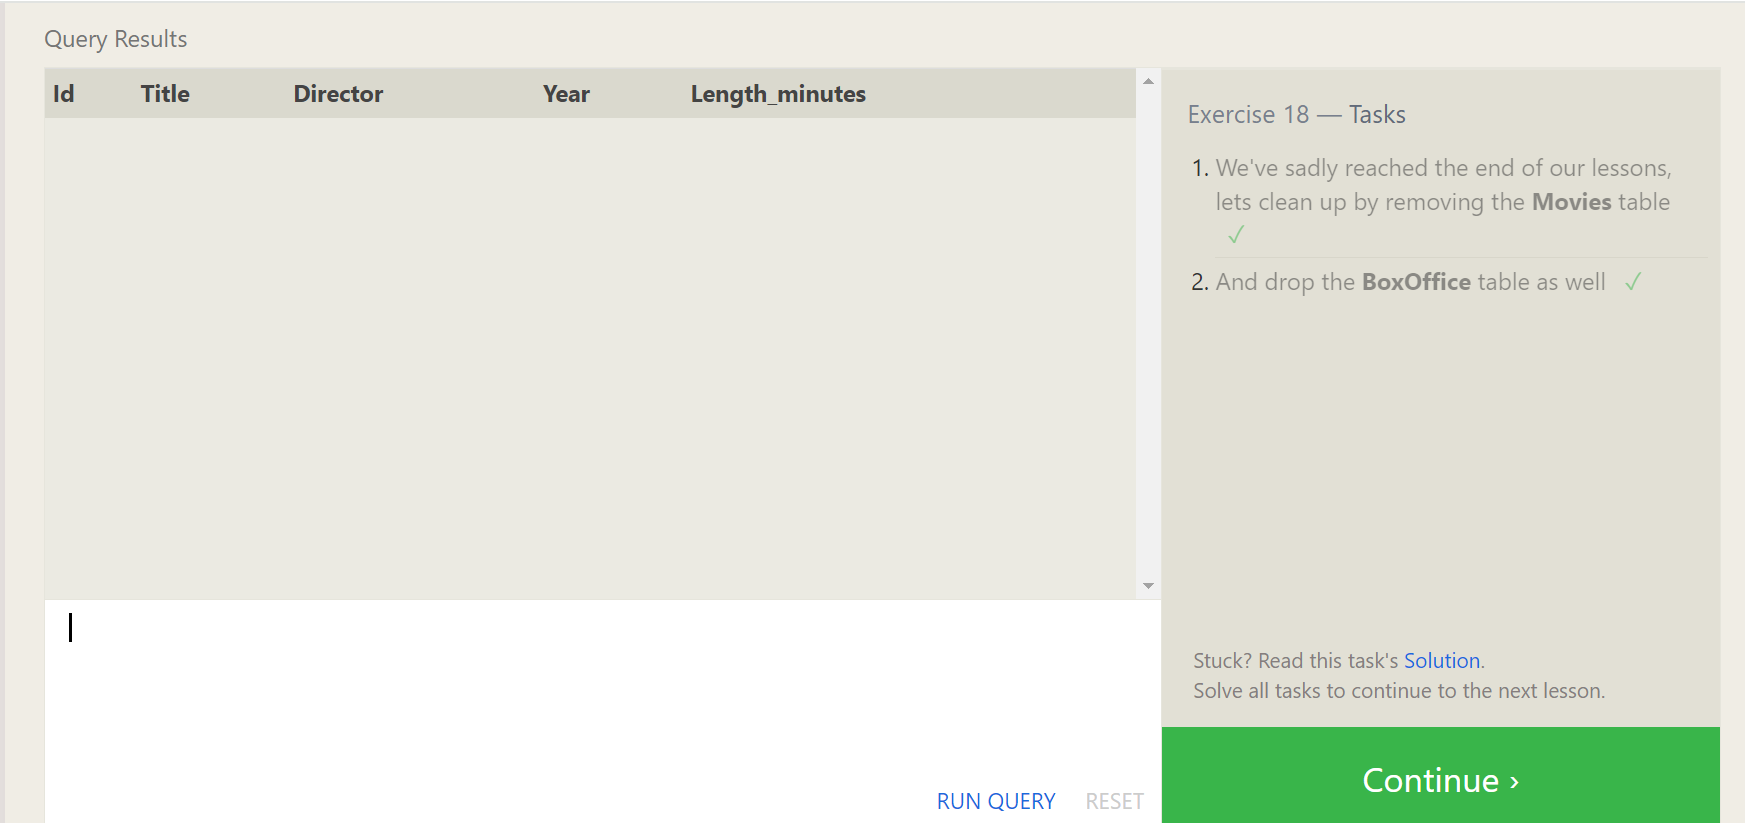 Query Results
Id Title Director Year Length_minutes
Exercise 18 — Tasks
1. We've sadly reached the end of our lessons,
lets clean up by removing the Movies table
✓
2. And drop the BoxOffice table as well ✓
Stuck? Read this task's Solution.
Solve all tasks to continue to the next lesson.
RUN QUERY RESET
Continue ›